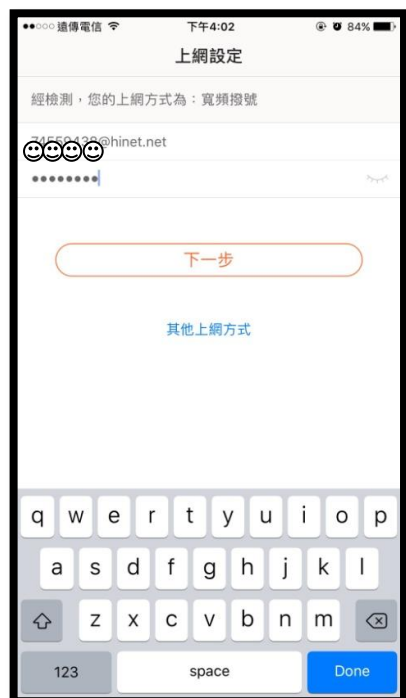 遠傳電信
下午4:02
84%
上網設定
經檢測，您的上網方式為：寬頻撥號
@hinet.net
下一步
其他上網方式
q w e r t y u i o p
a s d f g h j k l
z x c v b n m
123 space Done